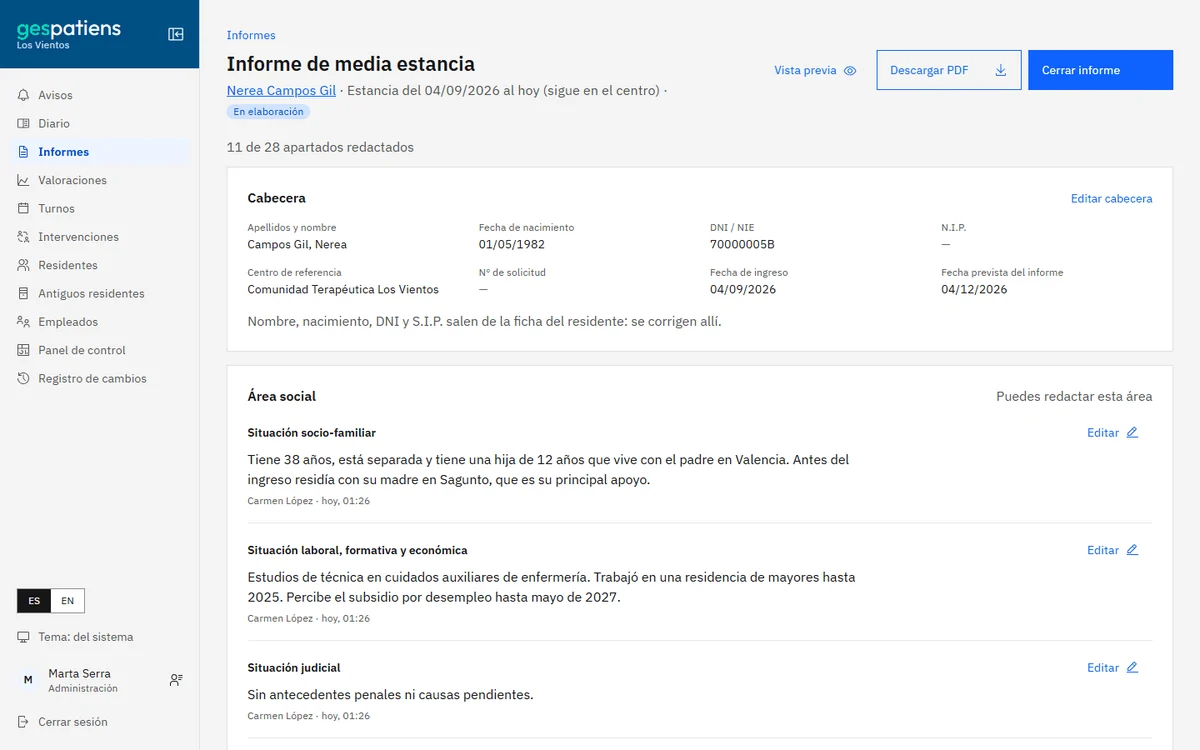 gespatiens
Los Vientos
Avisos
Diario
Informes
Valoraciones
Turnos
Intervenciones
Residentes
Antiguos residentes
Empleados
Panel de control
Registro de cambios
ES EN
Tema: del sistema
M
Marta Serra
Administración
Cerrar sesión
Informes
Informe de media estancia
Nerea Campos Gil · Estancia del 04/09/2026 al hoy (sigue en el centro) ·
En elaboración
Vista previa
Descargar PDF
Cerrar informe
11 de 28 apartados redactados
Cabecera
Editar cabecera
Apellidos y nombre
Campos Gil, Nerea
Fecha de nacimiento
01/05/1982
DNI / NIE
70000005B
N.I.P.
—
Centro de referencia
Comunidad Terapéutica Los Vientos
Nº de solicitud
—
Fecha de ingreso
04/09/2026
Fecha prevista del informe
04/12/2026
Nombre, nacimiento, DNI y S.I.P. salen de la ficha del residente: se corrigen allí.
Área social
Puedes redactar esta área
Situación socio-familiar
Editar
Tiene 38 años, está separada y tiene una hija de 12 años que vive con el padre en Valencia. Antes del
ingreso residía con su madre en Sagunto, que es su principal apoyo.
Carmen López · hoy, 01:26
Situación laboral, formativa y económica
Editar
Estudios de técnica en cuidados auxiliares de enfermería. Trabajó en una residencia de mayores hasta
2025. Percibe el subsidio por desempleo hasta mayo de 2027.
Carmen López · hoy, 01:26
Situación judicial
Editar
Sin antecedentes penales ni causas pendientes.
Carmen López · hoy, 01:26